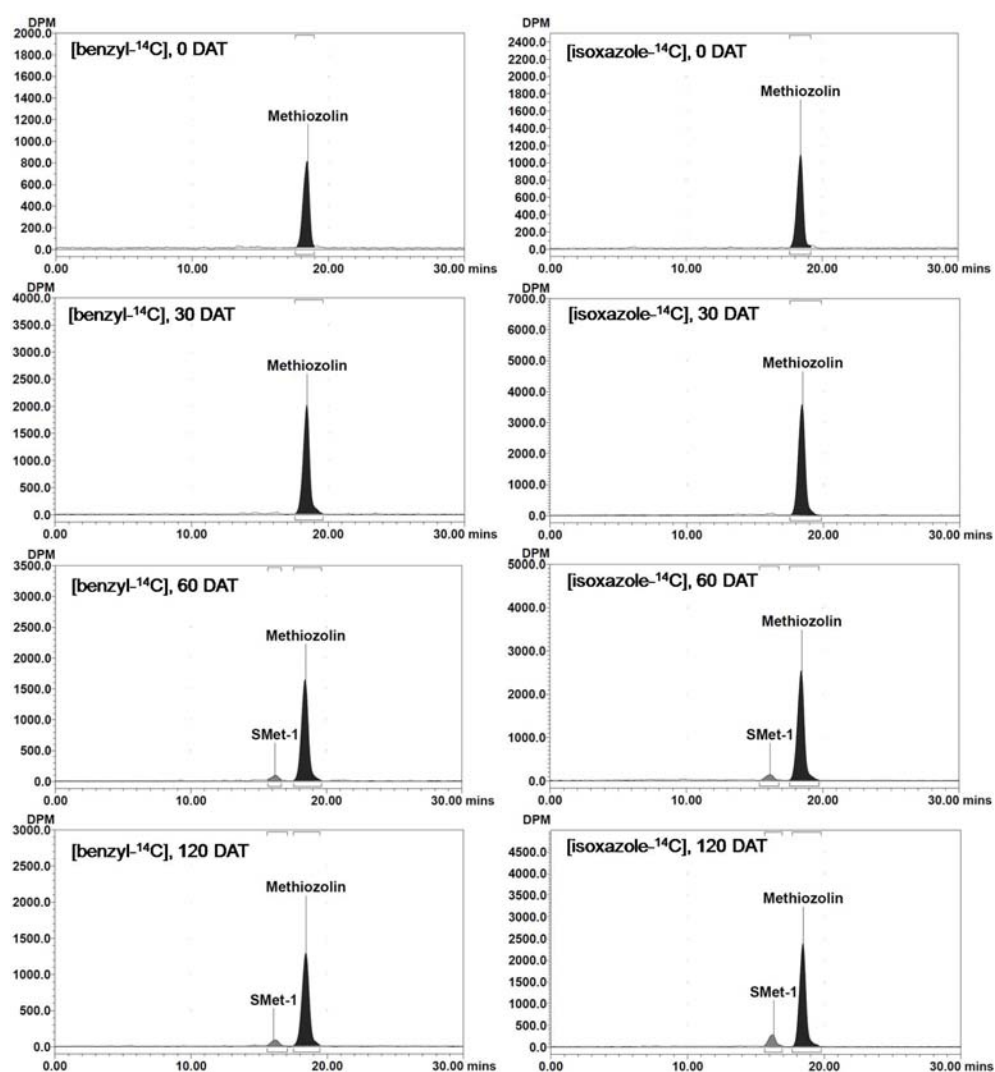 DPM
2000.0
1800.0
1600.0
1400.0
1200.0
1000.0
800.0
600.0
400.0
200.0
0.0
[benzyl-¹⁴C], 0 DAT
Methiozolin
0.00 10.00 20.00 30.00 mins
DPM
2400.0
2200.0
2000.0
1800.0
1600.0
1400.0
1200.0
1000.0
800.0
600.0
400.0
200.0
0.0
[isoxazole-¹⁴C], 0 DAT
Methiozolin
0.00 10.00 20.00 30.00 mins
DPM
4000.0
3500.0
3000.0
2500.0
2000.0
1500.0
1000.0
500.0
0.0
[benzyl-¹⁴C], 30 DAT
Methiozolin
0.00 10.00 20.00 30.00 mins
DPM
7000.0
6000.0
5000.0
4000.0
3000.0
2000.0
1000.0
0.0
[isoxazole-¹⁴C], 30 DAT
Methiozolin
0.00 10.00 20.00 30.00 mins
DPM
3500.0
3000.0
2500.0
2000.0
1500.0
1000.0
500.0
0.0
[benzyl-¹⁴C], 60 DAT
Methiozolin
SMet-1
0.00 10.00 20.00 30.00 mins
DPM
5000.0
4000.0
3000.0
2000.0
1000.0
0.0
[isoxazole-¹⁴C], 60 DAT
Methiozolin
SMet-1
0.00 10.00 20.00 30.00 mins
DPM
3000.0
2500.0
2000.0
1500.0
1000.0
500.0
0.0
[benzyl-¹⁴C], 120 DAT
Methiozolin
SMet-1
0.00 10.00 20.00 30.00 mins
DPM
4500.0
4000.0
3500.0
3000.0
2500.0
2000.0
1500.0
1000.0
500.0
0.0
[isoxazole-¹⁴C], 120 DAT
Methiozolin
SMet-1
0.00 10.00 20.00 30.00 mins